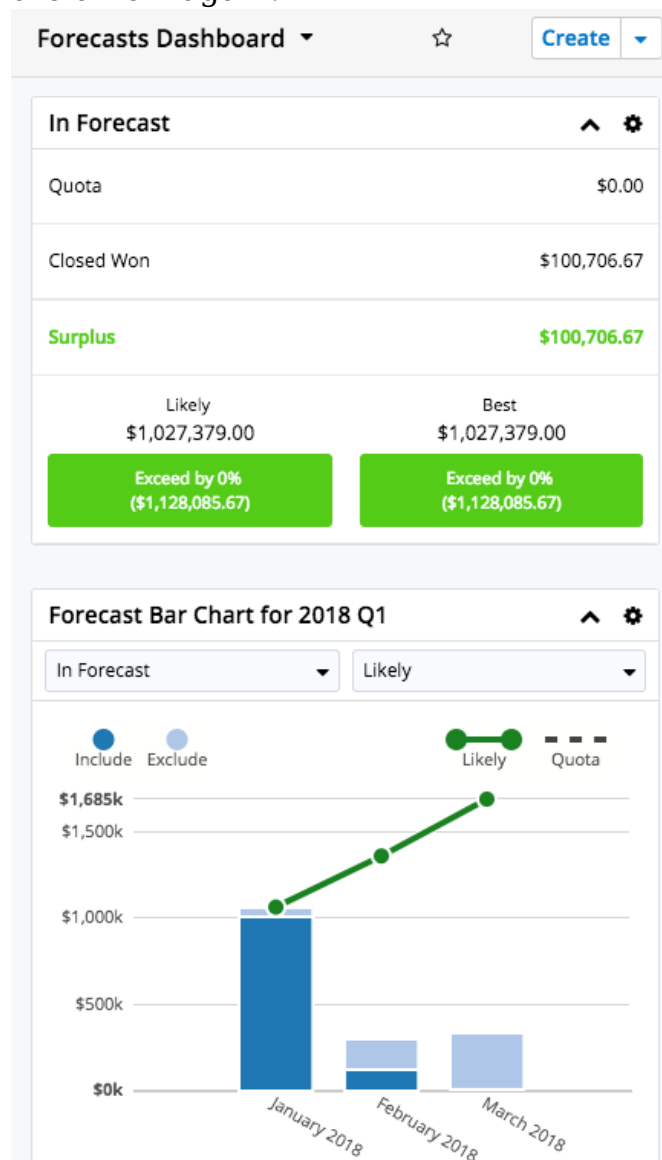 Forecasts Dashboard
Create
In Forecast
Quota $0.00
Closed Won $100,706.67
Surplus $100,706.67
Likely Best
$1,027,379.00 $1,027,379.00
Exceed by 0% Exceed by 0%
($1,128,085.67) ($1,128,085.67)
Forecast Bar Chart for 2018 Q1
In Forecast Likely
Include Exclude Likely Quota
$1,685k
$1,500k
$1,000k
$500k
$0k
January 2018 February 2018 March 2018